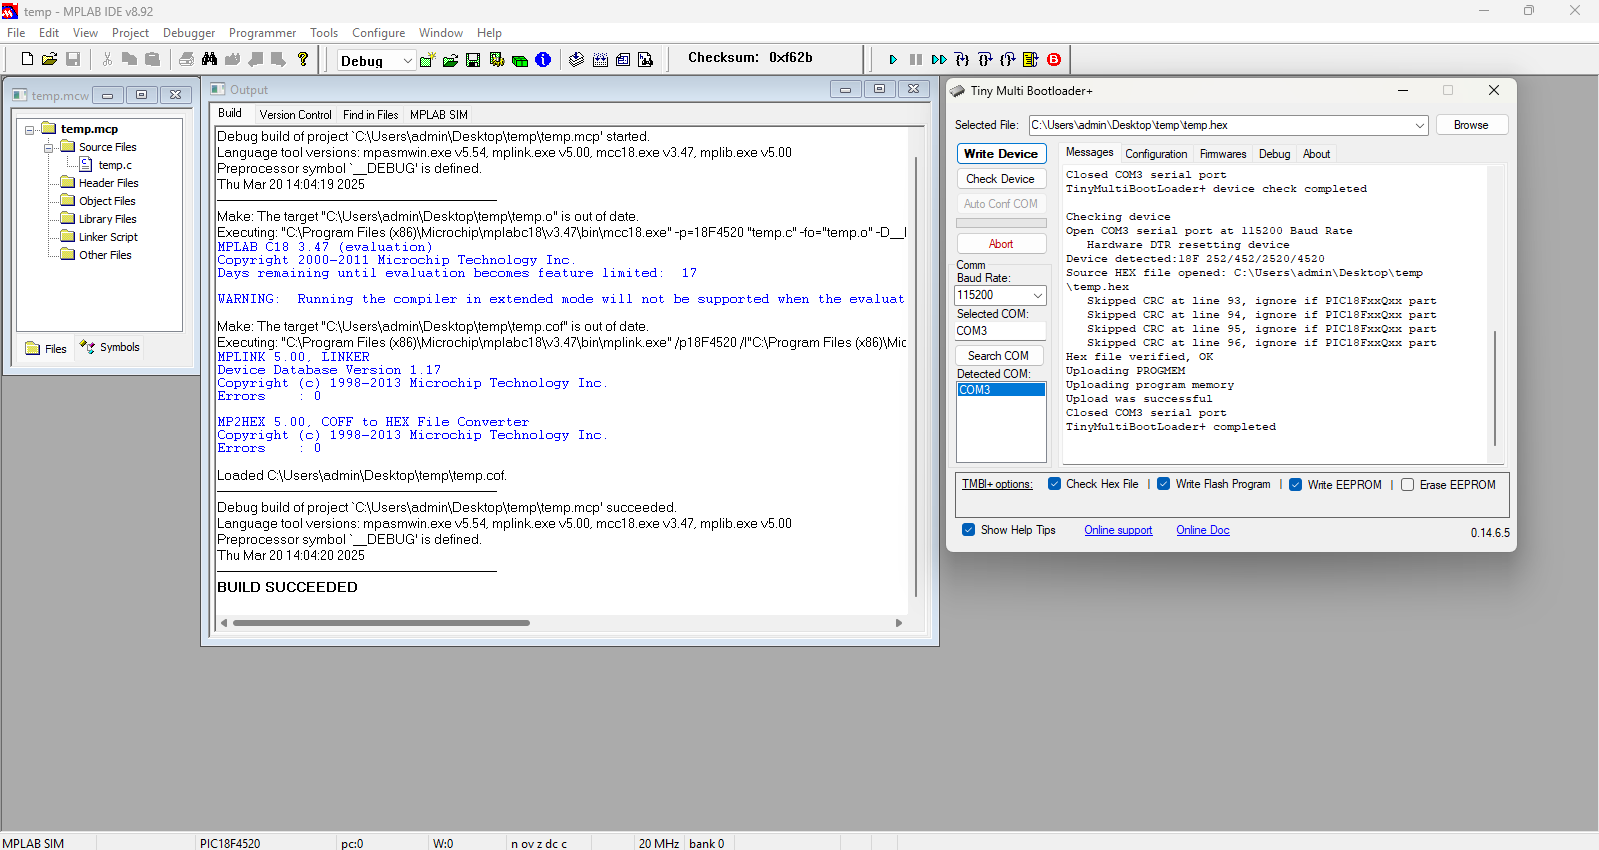 temp - MPLAB IDE v8.92
File Edit View Project Debugger Programmer Tools Configure Window Help
Debug
Checksum: 0xf62b
temp.mcw
temp.mcp
Source Files
temp.c
Header Files
Object Files
Library Files
Linker Script
Other Files
Files
Symbols
Output
Build Version Control Find in Files MPLAB SIM
Debug build of project `C:\Users\admin\Desktop\temp\temp.mcp' started.
Language tool versions: mpasmwin.exe v5.54, mplink.exe v5.00, mcc18.exe v3.47, mplib.exe v5.00
Preprocessor symbol `__DEBUG' is defined.
Thu Mar 20 14:04:19 2025
Make: The target "C:\Users\admin\Desktop\temp\temp.o" is out of date.
Executing: "C:\Program Files (x86)\Microchip\mplabc18\v3.47\bin\mcc18.exe" -p=18F4520 "temp.c" -fo="temp.o" -D__
MPLAB C18 3.47 (evaluation)
Copyright 2000-2011 Microchip Technology Inc.
Days remaining until evaluation becomes feature limited: 17
WARNING: Running the compiler in extended mode will not be supported when the evaluat
Make: The target "C:\Users\admin\Desktop\temp\temp.cof" is out of date.
Executing: "C:\Program Files (x86)\Microchip\mplabc18\v3.47\bin\mplink.exe" /p18F4520 /l"C:\Program Files (x86)\Mic
MPLINK 5.00, LINKER
Device Database Version 1.17
Copyright (c) 1998-2013 Microchip Technology Inc.
Errors : 0
MP2HEX 5.00, COFF to HEX File Converter
Copyright (c) 1998-2013 Microchip Technology Inc.
Errors : 0
Loaded C:\Users\admin\Desktop\temp\temp.cof.
Debug build of project `C:\Users\admin\Desktop\temp\temp.mcp' succeeded.
Language tool versions: mpasmwin.exe v5.54, mplink.exe v5.00, mcc18.exe v3.47, mplib.exe v5.00
Preprocessor symbol `__DEBUG' is defined.
Thu Mar 20 14:04:20 2025
BUILD SUCCEEDED
Tiny Multi Bootloader+
Selected File: C:\Users\admin\Desktop\temp\temp.hex Browse
Write Device
Check Device
Auto Conf COM
Abort
Comm
Baud Rate:
115200
Selected COM:
COM3
Search COM
Detected COM:
COM3
Messages Configuration Firmwares Debug About
Closed COM3 serial port
TinyMultiBootLoader+ device check completed
Checking device
Open COM3 serial port at 115200 Baud Rate
Hardware DTR resetting device
Device detected:18F 252/452/2520/4520
Source HEX file opened: C:\Users\admin\Desktop\temp
\temp.hex
Skipped CRC at line 93, ignore if PIC18FxxQxx part
Skipped CRC at line 94, ignore if PIC18FxxQxx part
Skipped CRC at line 95, ignore if PIC18FxxQxx part
Skipped CRC at line 96, ignore if PIC18FxxQxx part
Hex file verified, OK
Uploading PROGMEM
Uploading program memory
Upload was successful
Closed COM3 serial port
TinyMultiBootLoader+ completed
TMBl+ options: Check Hex File | Write Flash Program | Write EEPROM | Erase EEPROM
Show Help Tips Online support Online Doc 0.14.6.5
MPLAB SIM PIC18F4520 pc:0 W:0 n ov z dc c 20 MHz bank 0